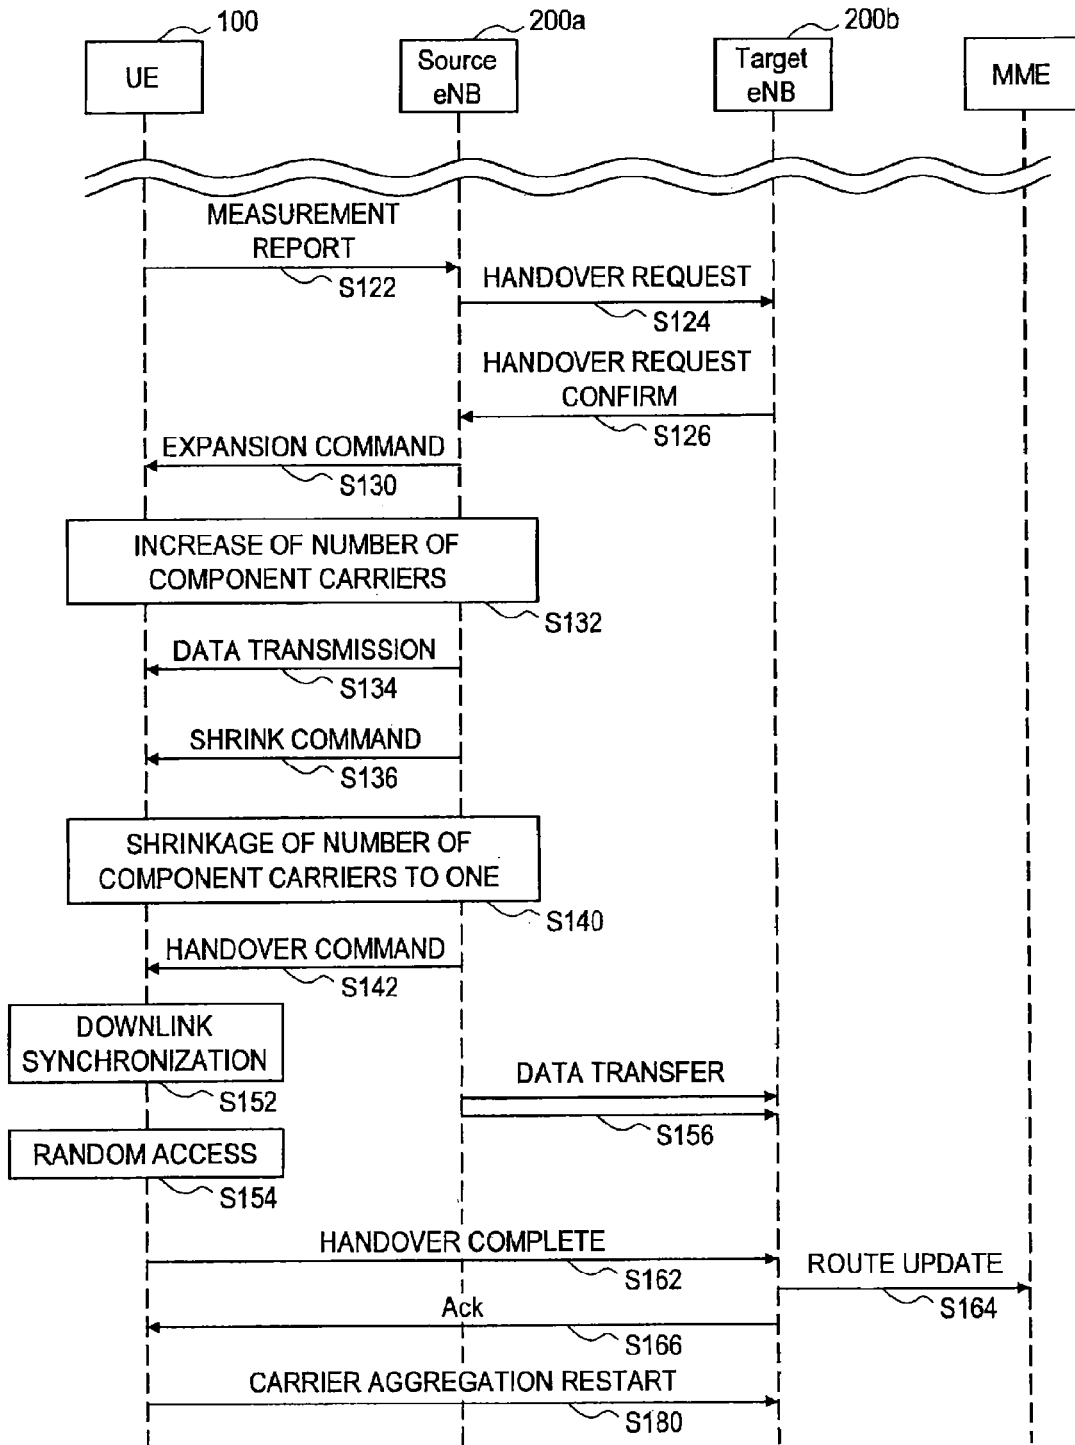 100
200a
200b
UE
Source
eNB
Target
eNB
MME
MEASUREMENT
REPORT
S122
HANDOVER REQUEST
S124
HANDOVER REQUEST
CONFIRM
S126
EXPANSION COMMAND
S130
INCREASE OF NUMBER OF
COMPONENT CARRIERS
S132
DATA TRANSMISSION
S134
SHRINK COMMAND
S136
SHRINKAGE OF NUMBER OF
COMPONENT CARRIERS TO ONE
S140
HANDOVER COMMAND
S142
DOWNLINK
SYNCHRONIZATION
S152
DATA TRANSFER
S156
RANDOM ACCESS
S154
HANDOVER COMPLETE
S162
ROUTE UPDATE
S164
Ack
S166
CARRIER AGGREGATION RESTART
S180